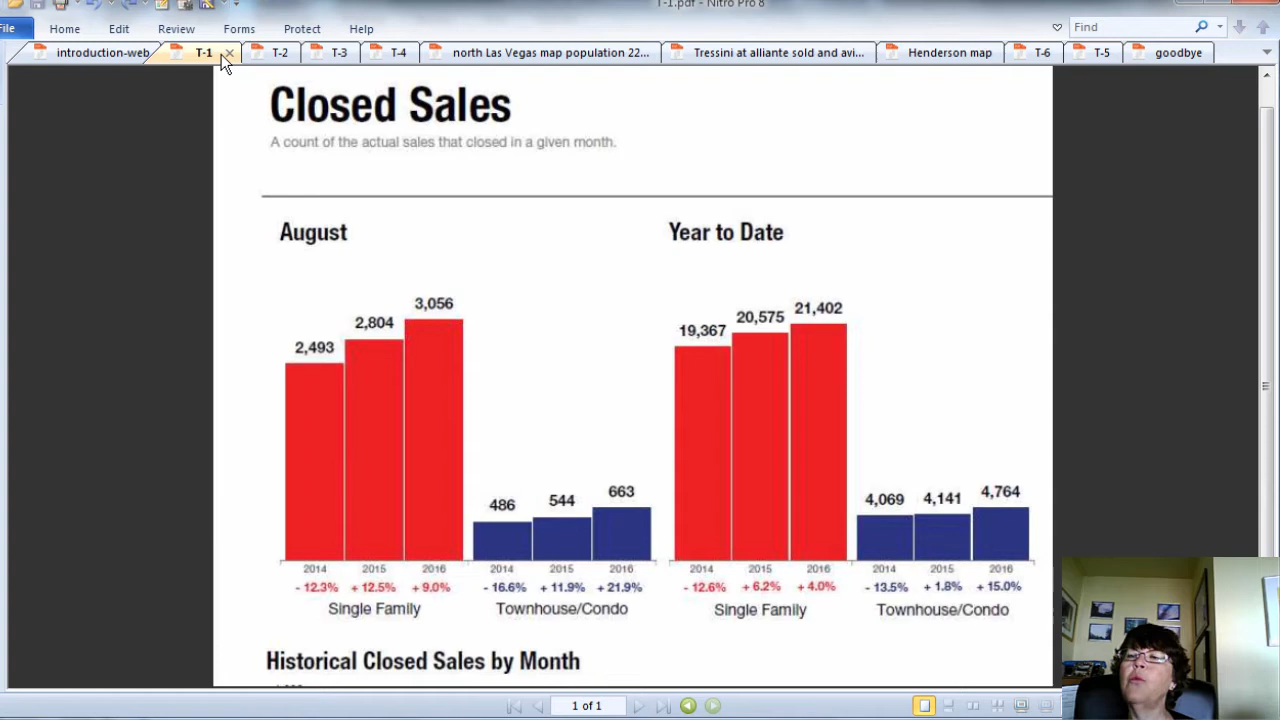 T-1.pdf - Nitro Pro 8
File Home Edit Review Forms Protect Help Find
introduction-web T-1 T-2 T-3 T-4 north Las Vegas map population 22... Tressini at alliante sold and avi... Henderson map T-6 T-5 goodbye
Closed Sales
A count of the actual sales that closed in a given month.
August Year to Date
3,056 21,402
2,804 20,575
2,493 19,367
663 4,764
486 544 4,069 4,141
2014 2015 2016 2014 2015 2016 2014 2015 2016 2014 2015 2016
- 12.3% + 12.5% + 9.0% - 16.6% + 11.9% + 21.9% - 12.6% + 6.2% + 4.0% - 13.5% + 1.8% + 15.0%
Single Family Townhouse/Condo Single Family Townhouse/Condo
Historical Closed Sales by Month
1 of 1